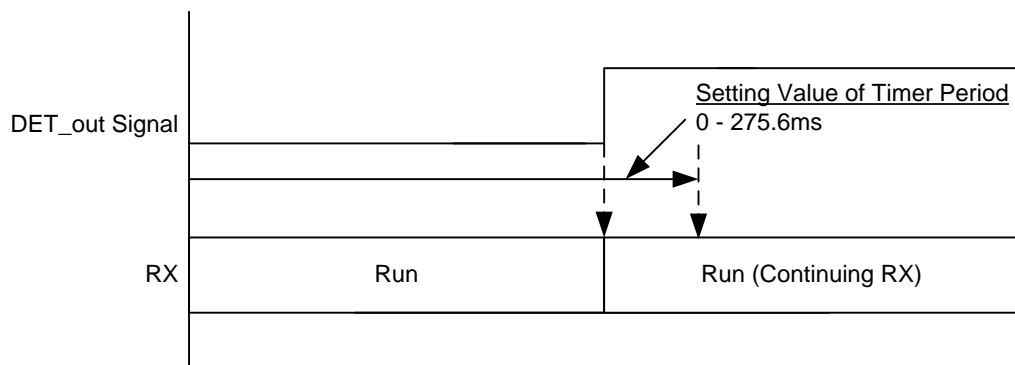 Setting Value of Timer Period
DET_out Signal
0 - 275.6ms
RX
Run
Run (Continuing RX)